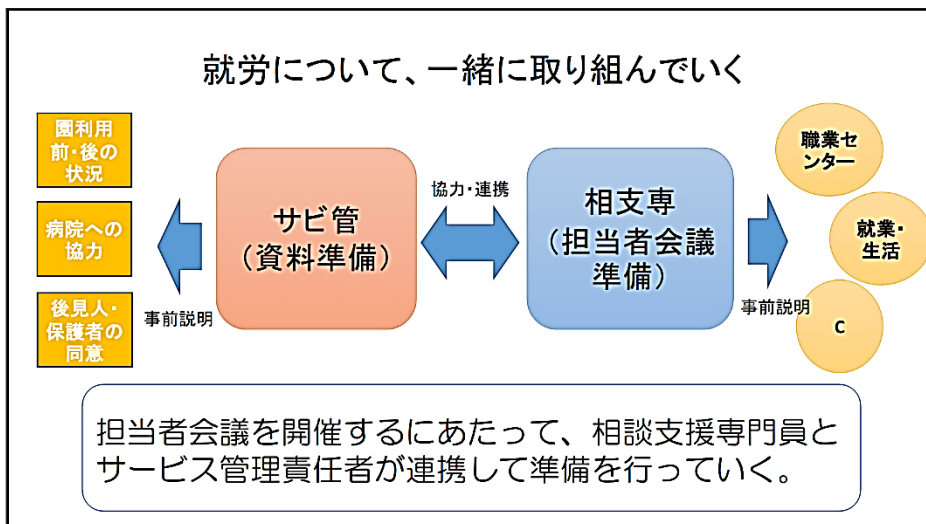 就労について、一緒に取り組んでいく
園利用
前・後の
状況
病院への
協力
後見人・
保護者の
同意
事前説明
サビ管
（資料準備）
協力・連携
相支専
（担当者会議
準備）
事前説明
職業セ
ンター
就業・
生活
C
担当者会議を開催するにあたって、相談支援専門員と
サービス管理責任者が連携して準備を行っていく。